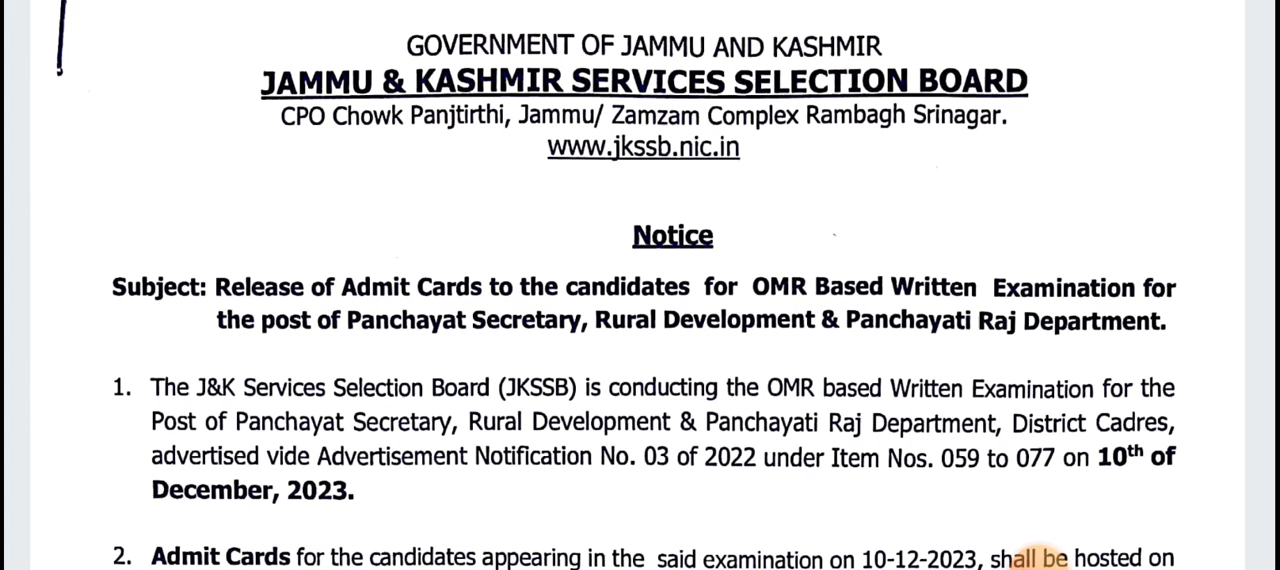 GOVERNMENT OF JAMMU AND KASHMIR
JAMMU & KASHMIR SERVICES SELECTION BOARD
CPO Chowk Panjtirthi, Jammu/ Zamzam Complex Rambagh Srinagar.
www.jkssb.nic.in
Notice
Subject: Release of Admit Cards to the candidates for OMR Based Written Examination for
the post of Panchayat Secretary, Rural Development & Panchayati Raj Department.
1. The J&K Services Selection Board (JKSSB) is conducting the OMR based Written Examination for the
Post of Panchayat Secretary, Rural Development & Panchayati Raj Department, District Cadres,
advertised vide Advertisement Notification No. 03 of 2022 under Item Nos. 059 to 077 on 10th of
December, 2023.
2. Admit Cards for the candidates appearing in the said examination on 10-12-2023, shall be hosted on